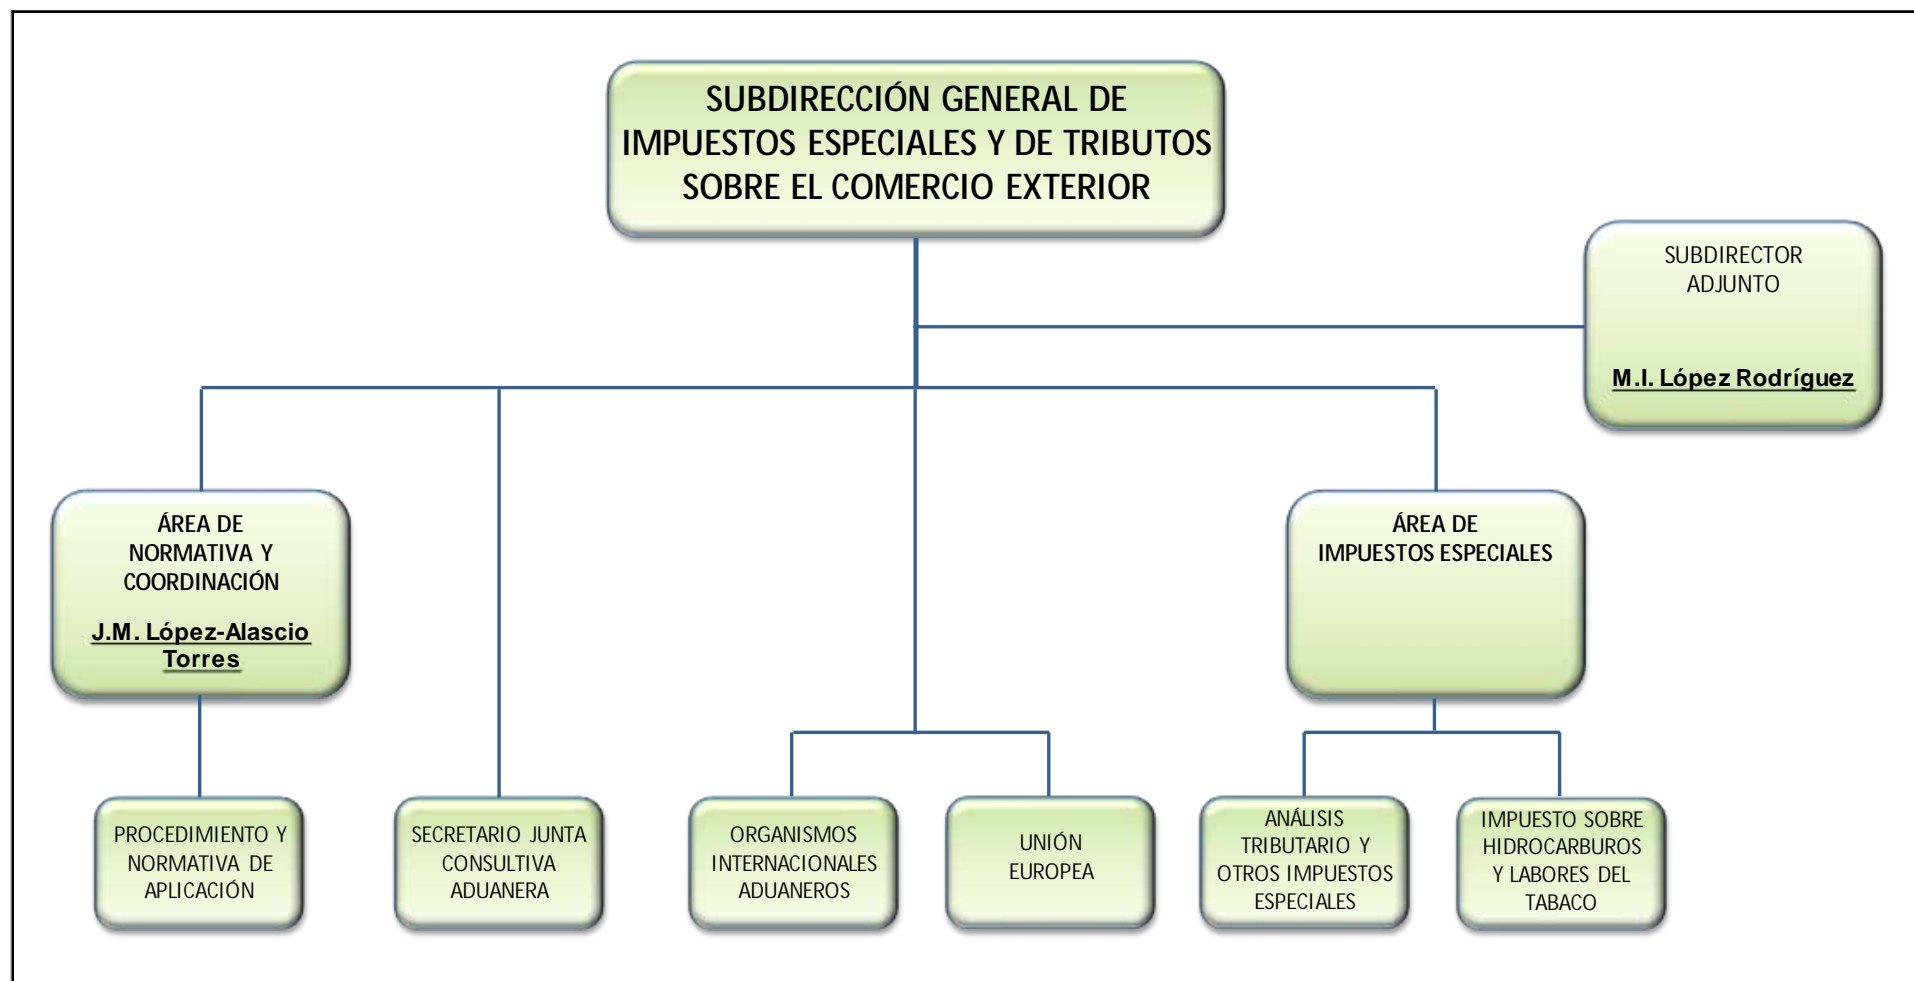 SUBDIRECCIÓN GENERAL DE
IMPUESTOS ESPECIALES Y DE TRIBUTOS
SOBRE EL COMERCIO EXTERIOR
SUBDIRECTOR
ADJUNTO
M.I. López Rodríguez
ÁREA DE
NORMATIVA Y
COORDINACIÓN
J.M. López-Alascio
Torres
ÁREA DE
IMPUESTOS ESPECIALES
PROCEDIMIENTO Y
NORMATIVA DE
APLICACIÓN
SECRETARIO JUNTA
CONSULTIVA
ADUANERA
ORGANISMOS
INTERNACIONALES
ADUANEROS
UNIÓN
EUROPEA
ANÁLISIS
TRIBUTARIO Y
OTROS IMPUESTOS
ESPECIALES
IMPUESTO SOBRE
HIDROCARBUROS
Y LABORES DEL
TABACO